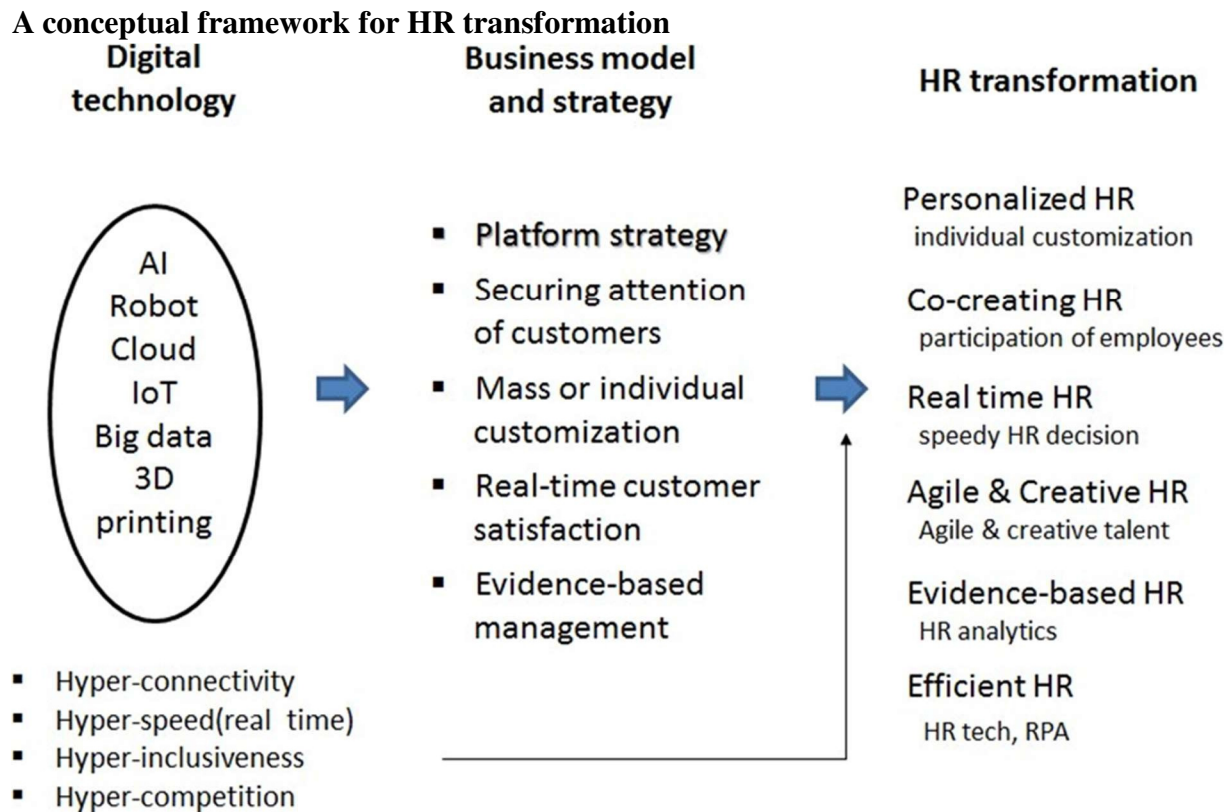 A conceptual framework for HR transformation
Digital
technology
AI
Robot
Cloud
IoT
Big data
3D
printing
▪ Hyper-connectivity
▪ Hyper-speed(real time)
▪ Hyper-inclusiveness
▪ Hyper-competition
Business model
and strategy
▪ Platform strategy
▪ Securing attention
of customers
▪ Mass or individual
customization
▪ Real-time customer
satisfaction
▪ Evidence-based
management
HR transformation
Personalized HR
individual customization
Co-creating HR
participation of employees
Real time HR
speedy HR decision
Agile & Creative HR
Agile & creative talent
Evidence-based HR
HR analytics
Efficient HR
HR tech, RPA